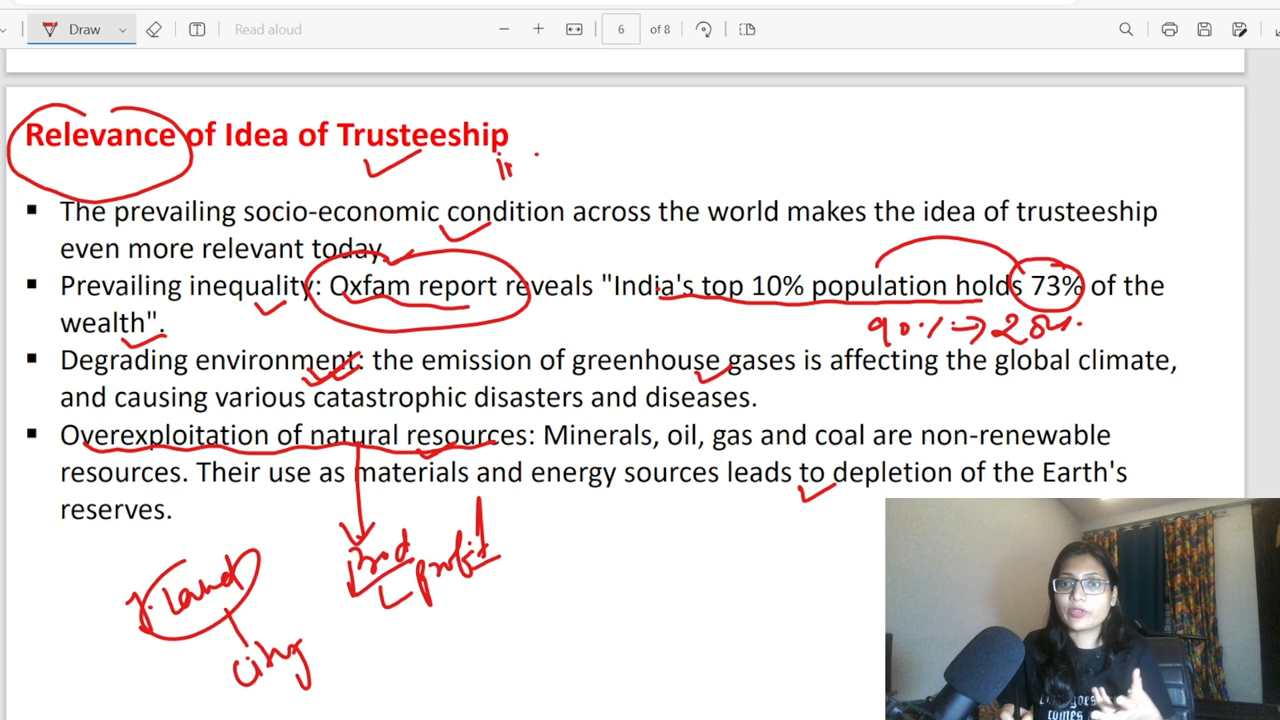 Draw
Read aloud
6 of 8
Relevance of Idea of Trusteeship
in
▪ The prevailing socio-economic condition across the world makes the idea of trusteeship
even more relevant today.
▪ Prevailing inequality: Oxfam report reveals "India's top 10% population holds 73% of the
wealth".
90% →
▪ Degrading environment: the emission of greenhouse gases is affecting the global climate,
and causing various catastrophic disasters and diseases.
▪ Overexploitation of natural resources: Minerals, oil, gas and coal are non-renewable
resources. Their use as materials and energy sources leads to depletion of the Earth's
reserves.
profit
Land
City
comes